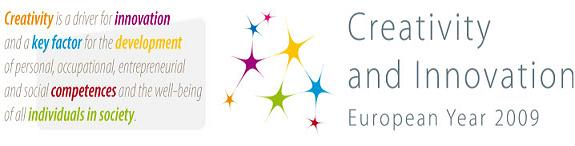 Creativity is a driver for innovation
and a key factor for the development
of personal, occupational, entrepreneurial
and social competences and the well-being
of all individuals in society.
Creativity
and Innovation
European Year 2009